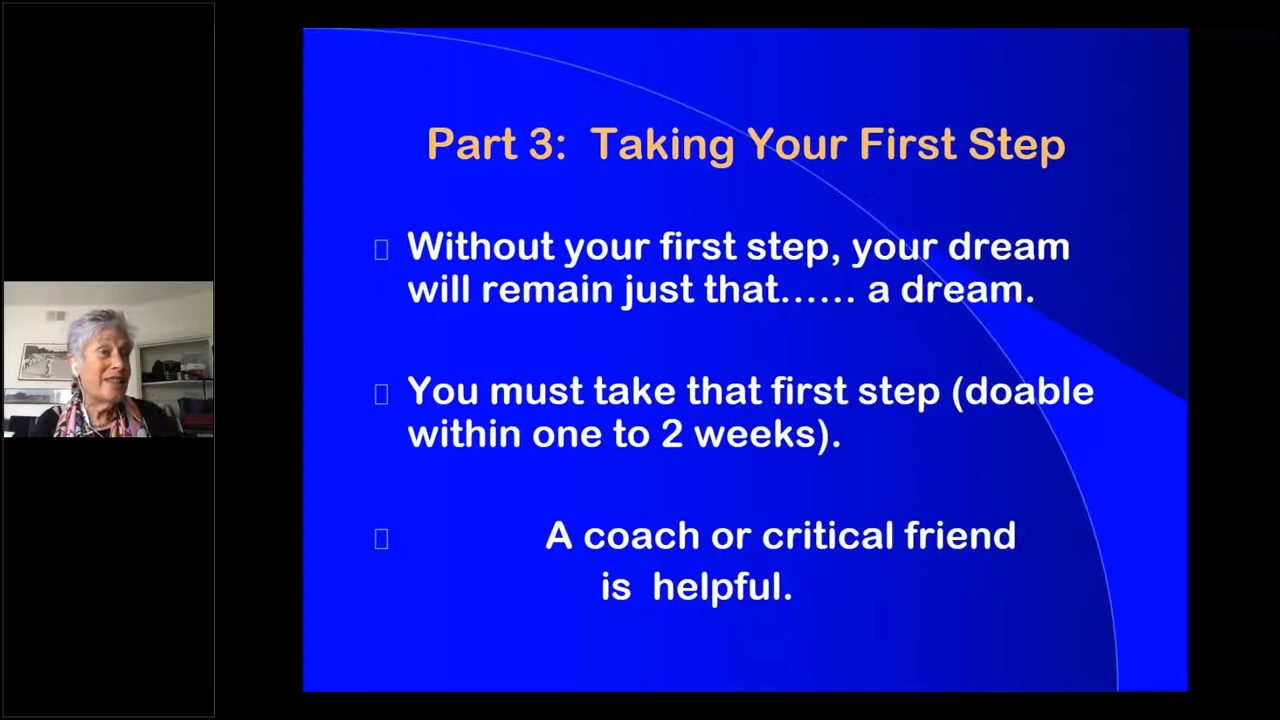 Part 3:  Taking Your First Step
Without your first step, your dream
will remain just that…… a dream.
You must take that first step (doable
within one to 2 weeks).
A coach or critical friend
is  helpful.